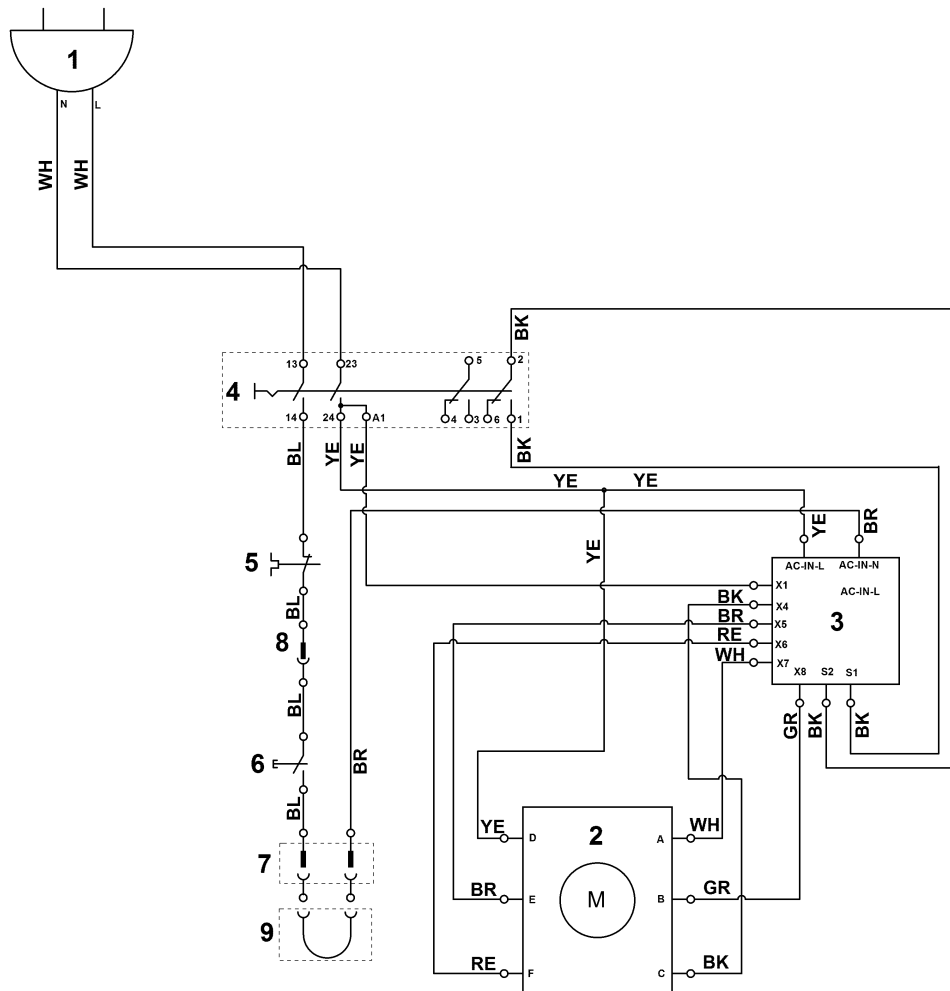 1
N L
WH WH
BK
13 23 5 2
4
14 24 A1 4 3 6 1
BL YE YE BK
YE YE
YE YE BR
5
AC-IN-L AC-IN-N
X1 AC-IN-L
BL BK X4
BR X5 3
8 RE X6
WH X7
X8 S2 S1
BL GR BK BK
6 BR
BL
YE D 2 A WH
7
BR E M B GR
9
RE F C BK